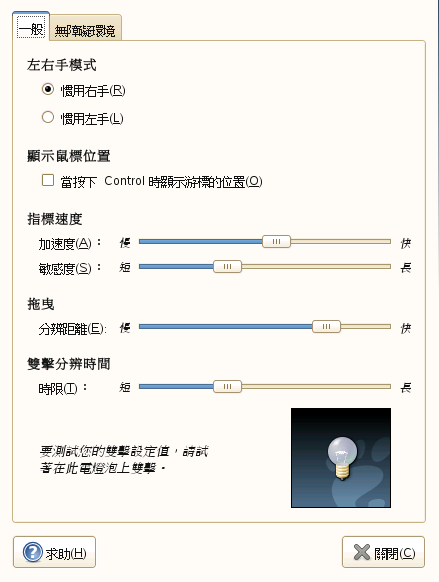 一般
無障礙環境
左右手模式
慣用右手(R)
慣用左手(L)
顯示鼠標位置
當按下 Control 時顯示游標的位置(O)
指標速度
加速度(A)： 慢 快
敏感度(S)： 短 長
拖曳
分辨距離(E): 慢 快
雙擊分辨時間
時限(T)： 短 長
要測試您的雙擊設定值，請試
著在此電燈泡上雙擊。
求助(H)
關閉(C)